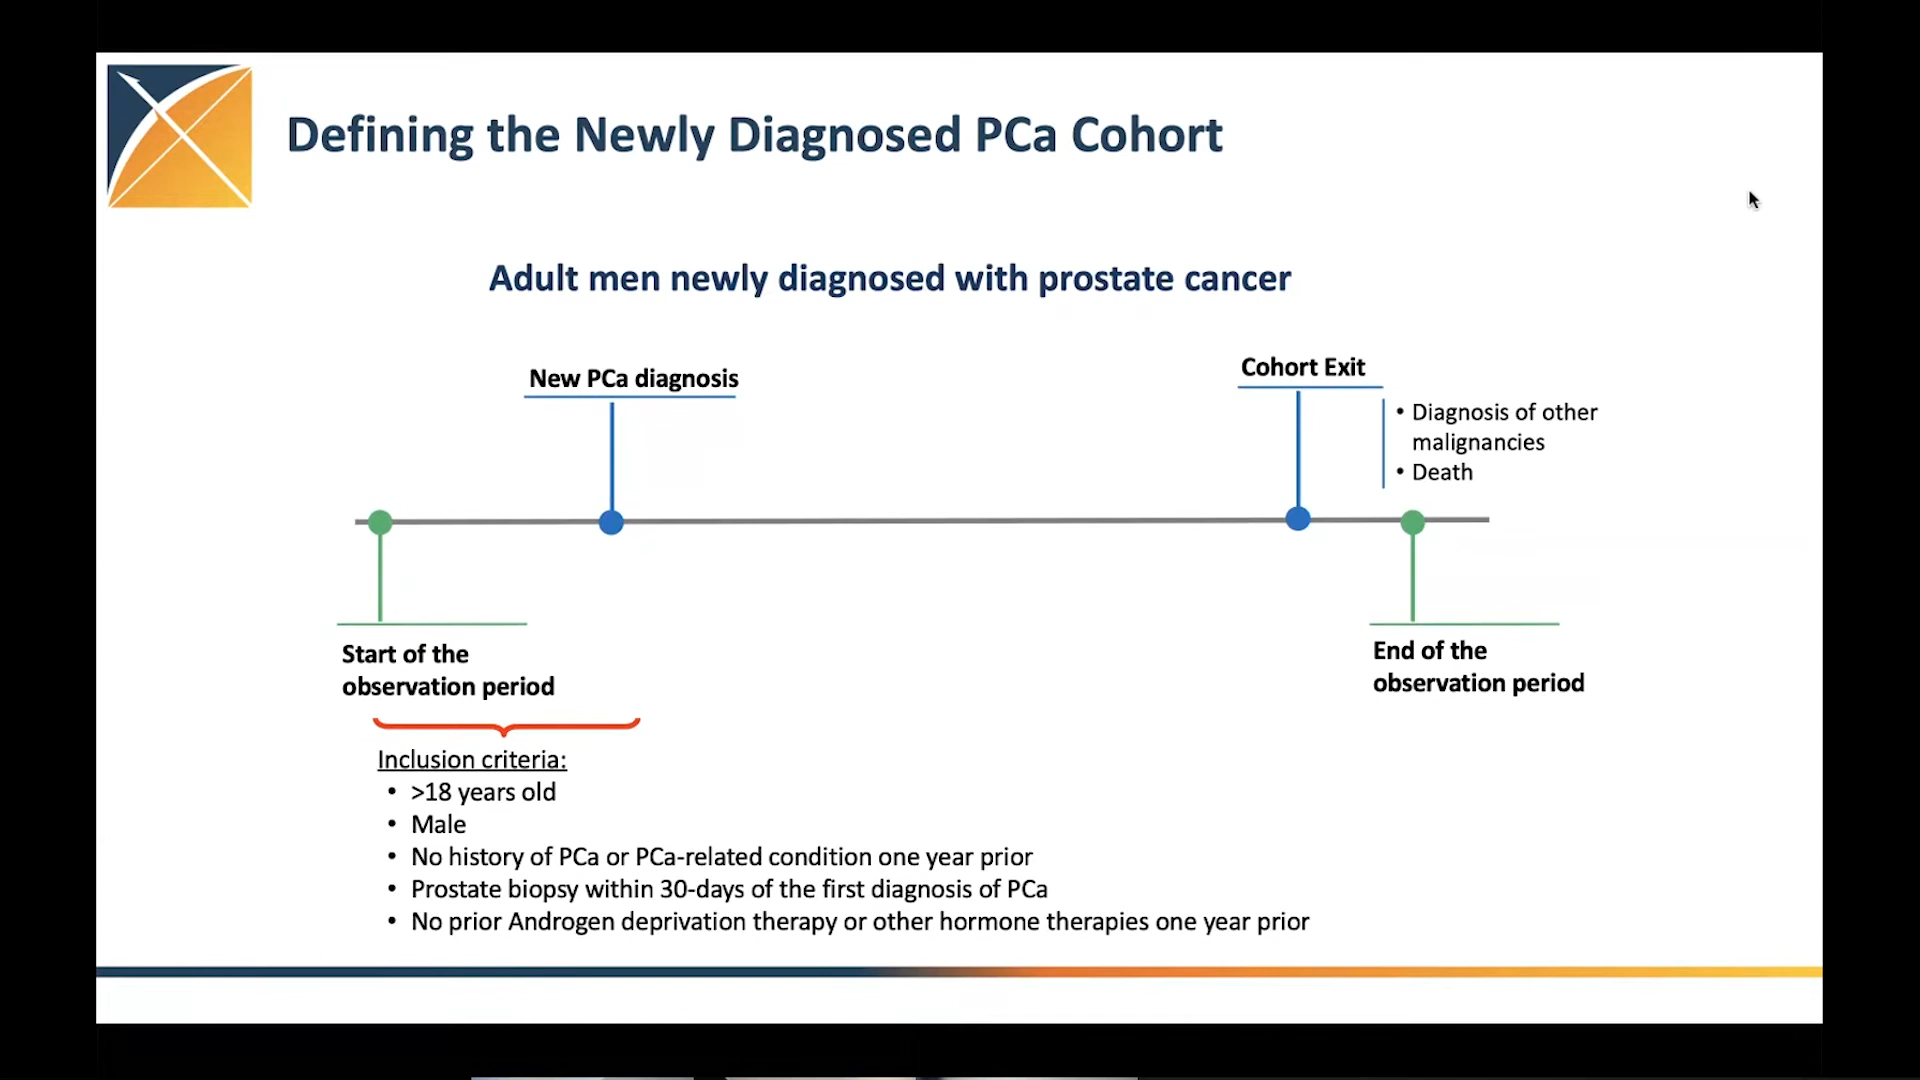 Defining the Newly Diagnosed PCa Cohort
Adult men newly diagnosed with prostate cancer
New PCa diagnosis
Cohort Exit
• Diagnosis of other
malignancies
• Death
Start of the
observation period
End of the
observation period
Inclusion criteria:
• >18 years old
• Male
• No history of PCa or PCa-related condition one year prior
• Prostate biopsy within 30-days of the first diagnosis of PCa
• No prior Androgen deprivation therapy or other hormone therapies one year prior